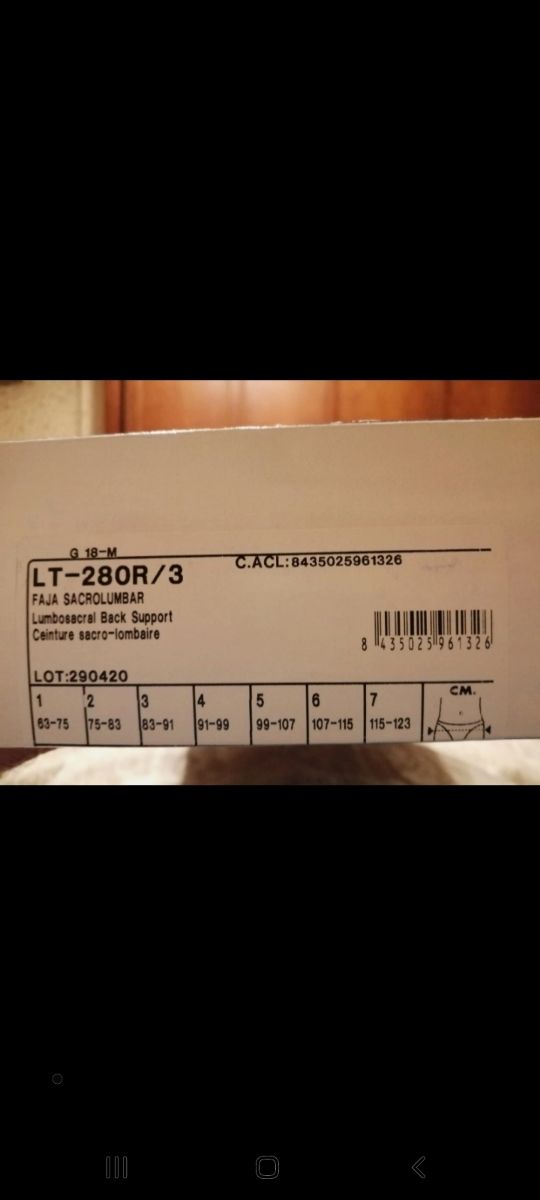 G 18-M
LT-280R/3
C.ACL:8435025961326
FAJA SACROLUMBAR
Lumbosacral Back Support
Ceinture sacro-lombaire
8 435025 961326
LOT:290420
1 2 3 4 5 6 7 CM.
63-75 75-83 83-91 91-99 99-107 107-115 115-123